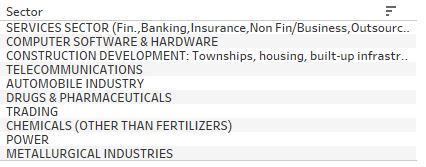 Sector
SERVICES SECTOR (Fin.,Banking,Insurance,Non Fin/Business,Outsourc..
COMPUTER SOFTWARE & HARDWARE
CONSTRUCTION DEVELOPMENT: Townships, housing, built-up infrastr..
TELECOMMUNICATIONS
AUTOMOBILE INDUSTRY
DRUGS & PHARMACEUTICALS
TRADING
CHEMICALS (OTHER THAN FERTILIZERS)
POWER
METALLURGICAL INDUSTRIES